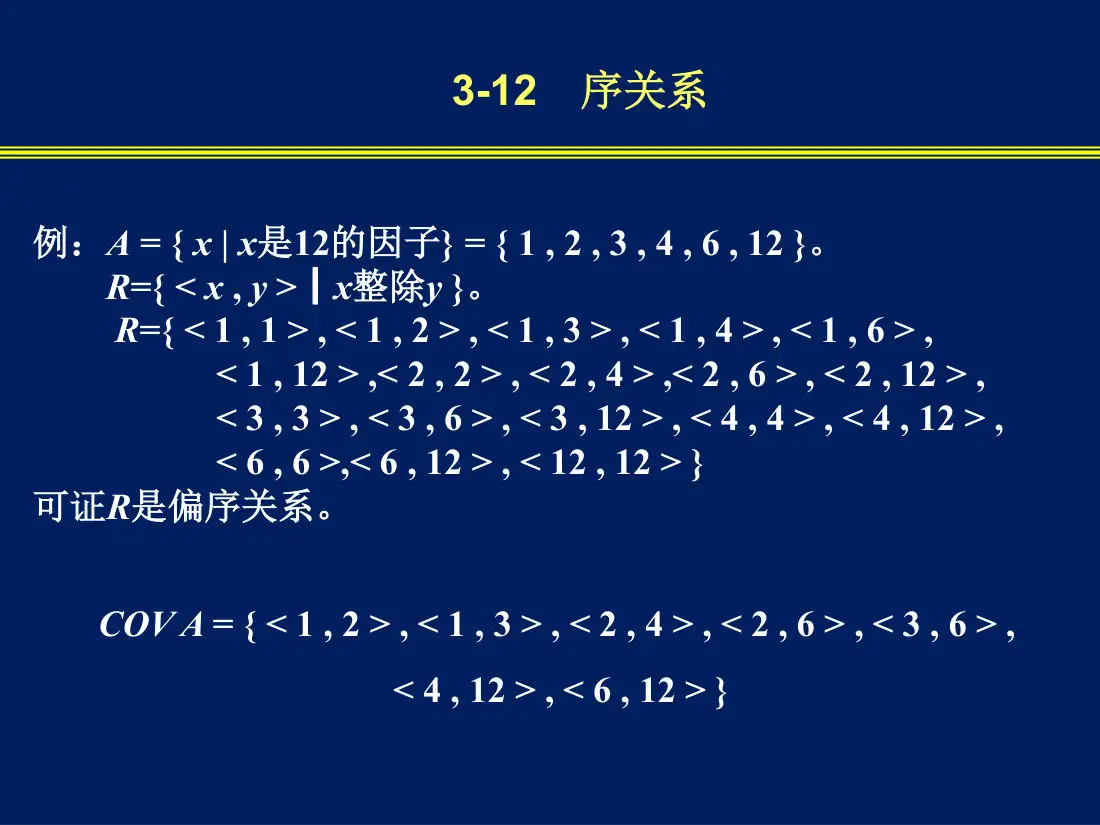 3-12 序关系
例：A = { x | x是12的因子} = { 1 , 2 , 3 , 4 , 6 , 12 }。
R={ < x , y >┃x整除y }。
R={ < 1 , 1 > , < 1 , 2 > , < 1 , 3 > , < 1 , 4 > , < 1 , 6 > ,
< 1 , 12 > ,< 2 , 2 > , < 2 , 4 > ,< 2 , 6 > , < 2 , 12 > ,
< 3 , 3 > , < 3 , 6 > , < 3 , 12 > , < 4 , 4 > , < 4 , 12 > ,
< 6 , 6 >,< 6 , 12 > , < 12 , 12 > }
可证R是偏序关系。
COV A = { < 1 , 2 > , < 1 , 3 > , < 2 , 4 > , < 2 , 6 > , < 3 , 6 > ,
< 4 , 12 > , < 6 , 12 > }